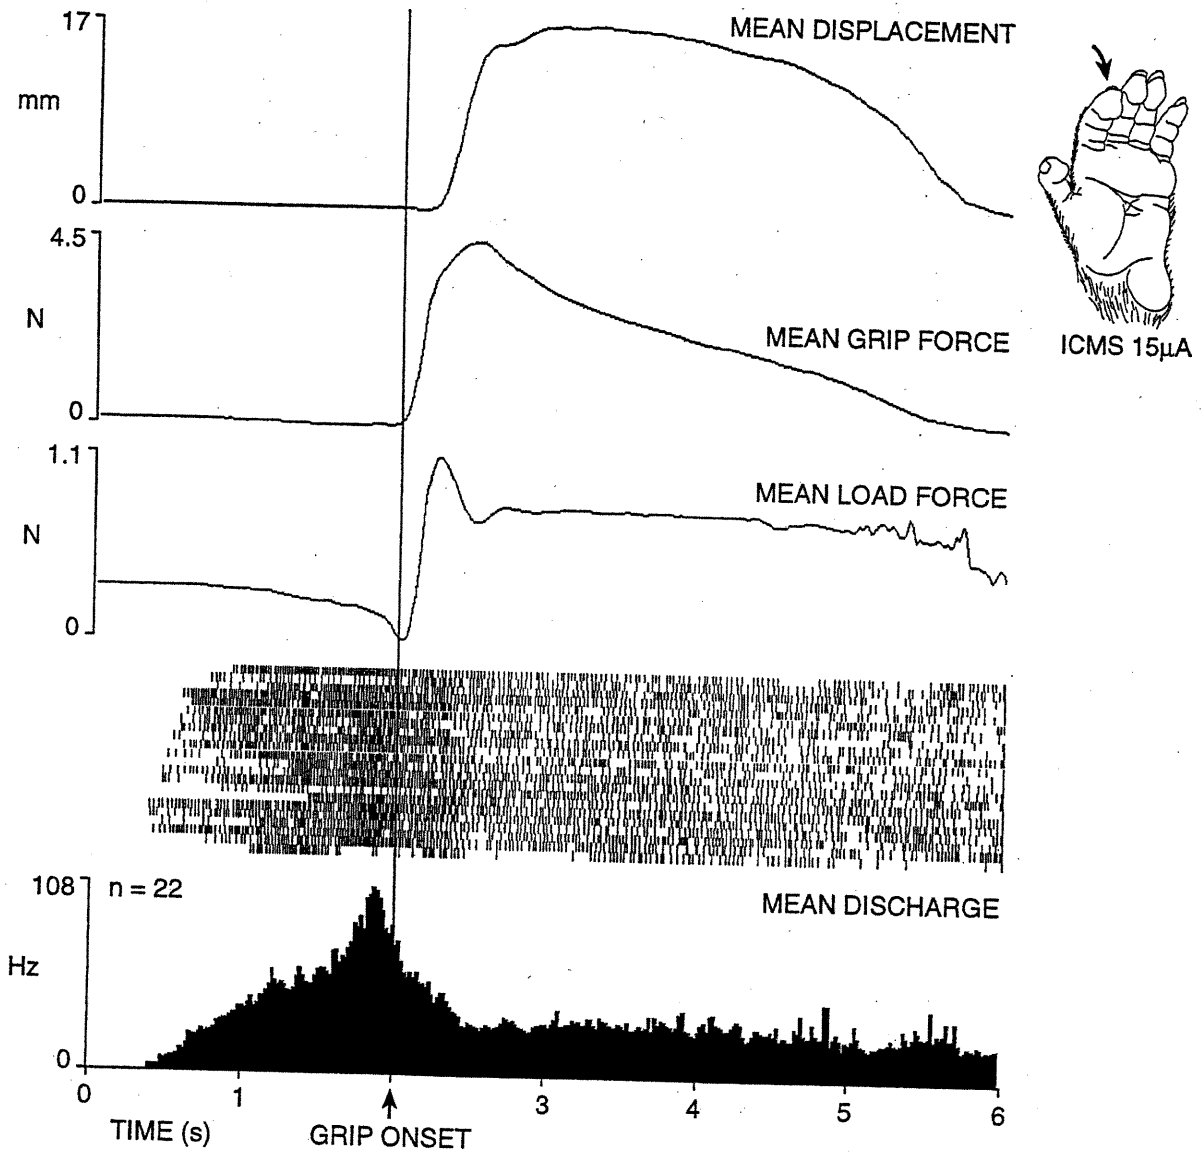 17
MEAN DISPLACEMENT
mm
0
4.5
N
MEAN GRIP FORCE
ICMS 15µA
0
1.1
MEAN LOAD FORCE
N
0
108
n = 22
MEAN DISCHARGE
Hz
0
0
1
3
4
5
6
TIME (s)
GRIP ONSET